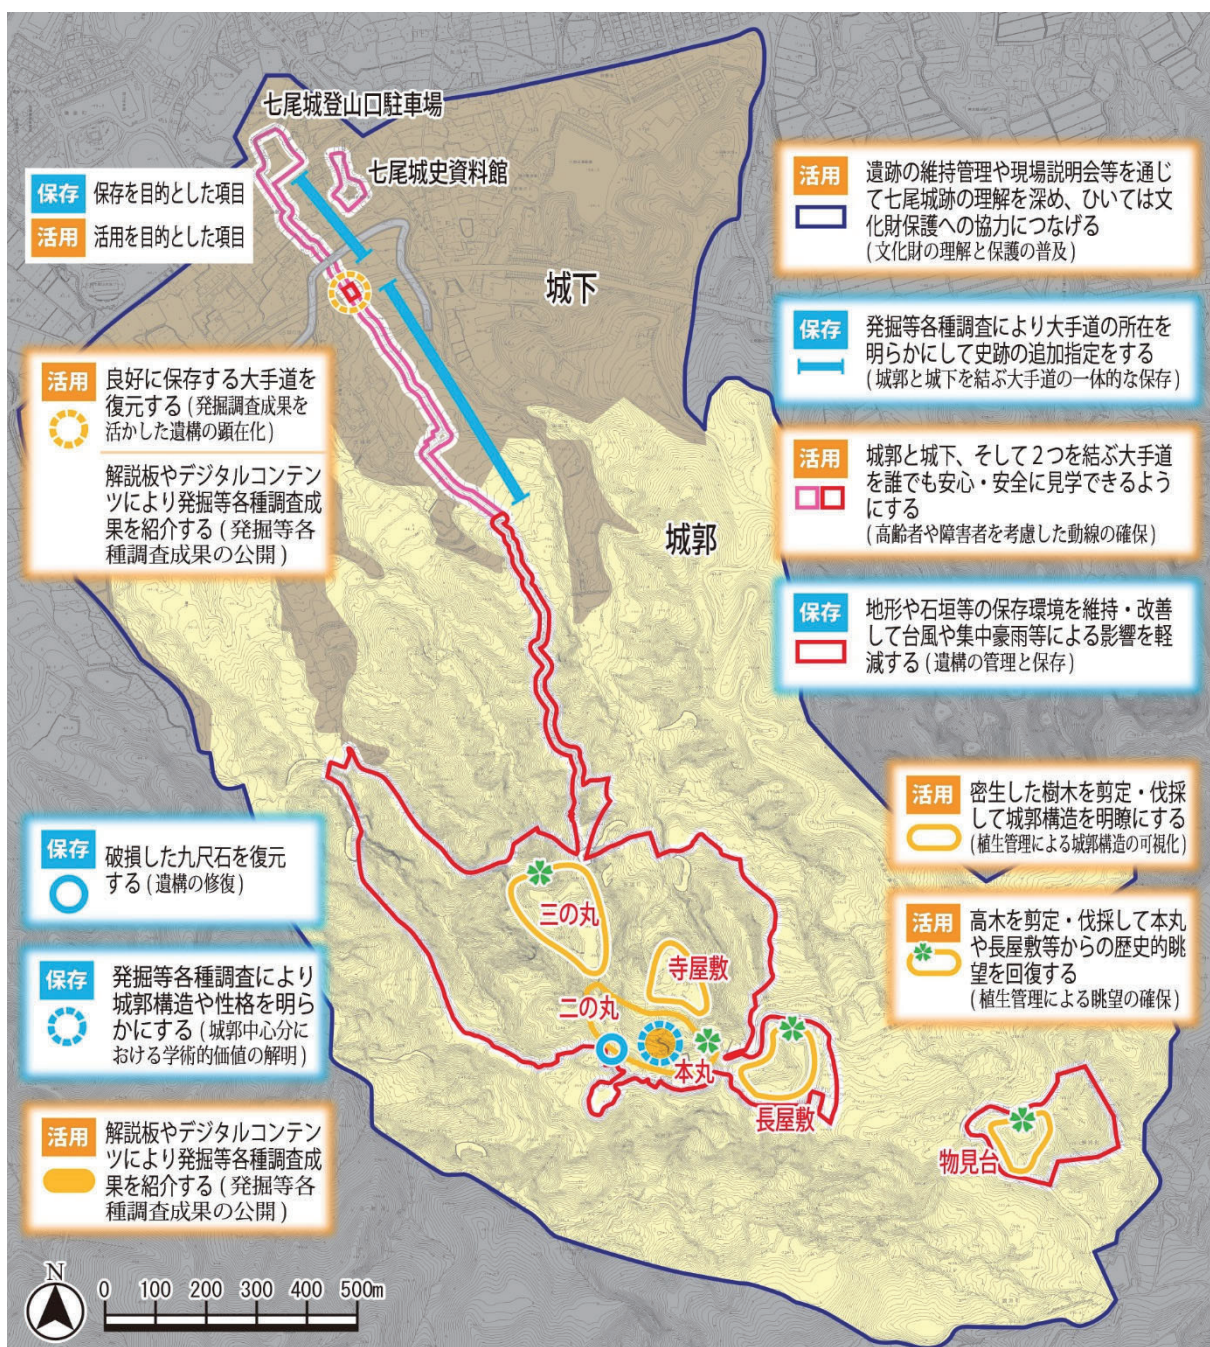 七尾城登山口駐車場
七尾城史資料館
保存 保存を目的とした項目
活用 活用を目的とした項目
城下
城郭
活用
良好に保存する大手道を
復元する(発掘調査成果を
活かした遺構の顕在化)
解説板やデジタルコンテン
ツにより発掘等各種調査成
果を紹介する(発掘等各
種調査成果の公開)
保存
破損した九尺石を復元
する(遺構の修復)
保存
発掘等各種調査により
城郭構造や性格を明ら
かにする(城郭中心分に
おける学術的価値の解明)
活用
解説板やデジタルコンテン
ツにより発掘等各種調査成
果を紹介する(発掘等各
種調査成果の公開)
活用
遺跡の維持管理や現場説明会等を通じ
て七尾城跡の理解を深め、ひいては文
化財保護への協力につなげる
(文化財の理解と保護の普及)
保存
発掘等各種調査により大手道の所在を
明らかにして史跡の追加指定をする
(城郭と城下を結ぶ大手道の一体的な保存)
活用
城郭と城下、そして2つを結ぶ大手道
を誰でも安心・安全に見学できるよう
にする
(高齢者や障害者を考慮した動線の確保)
保存
地形や石垣等の保存環境を維持・改善
して台風や集中豪雨等による影響を軽
減する(遺構の管理と保存)
活用
密生した樹木を剪定・伐採
して城郭構造を明瞭にする
(植生管理による城郭構造の可視化)
活用
高木を剪定・伐採して本丸
や長屋敷等からの歴史的眺
望を回復する
(植生管理による眺望の確保)
三の丸
寺屋敷
二の丸
本丸
長屋敷
物見台
N
0 100 200 300 400 500m